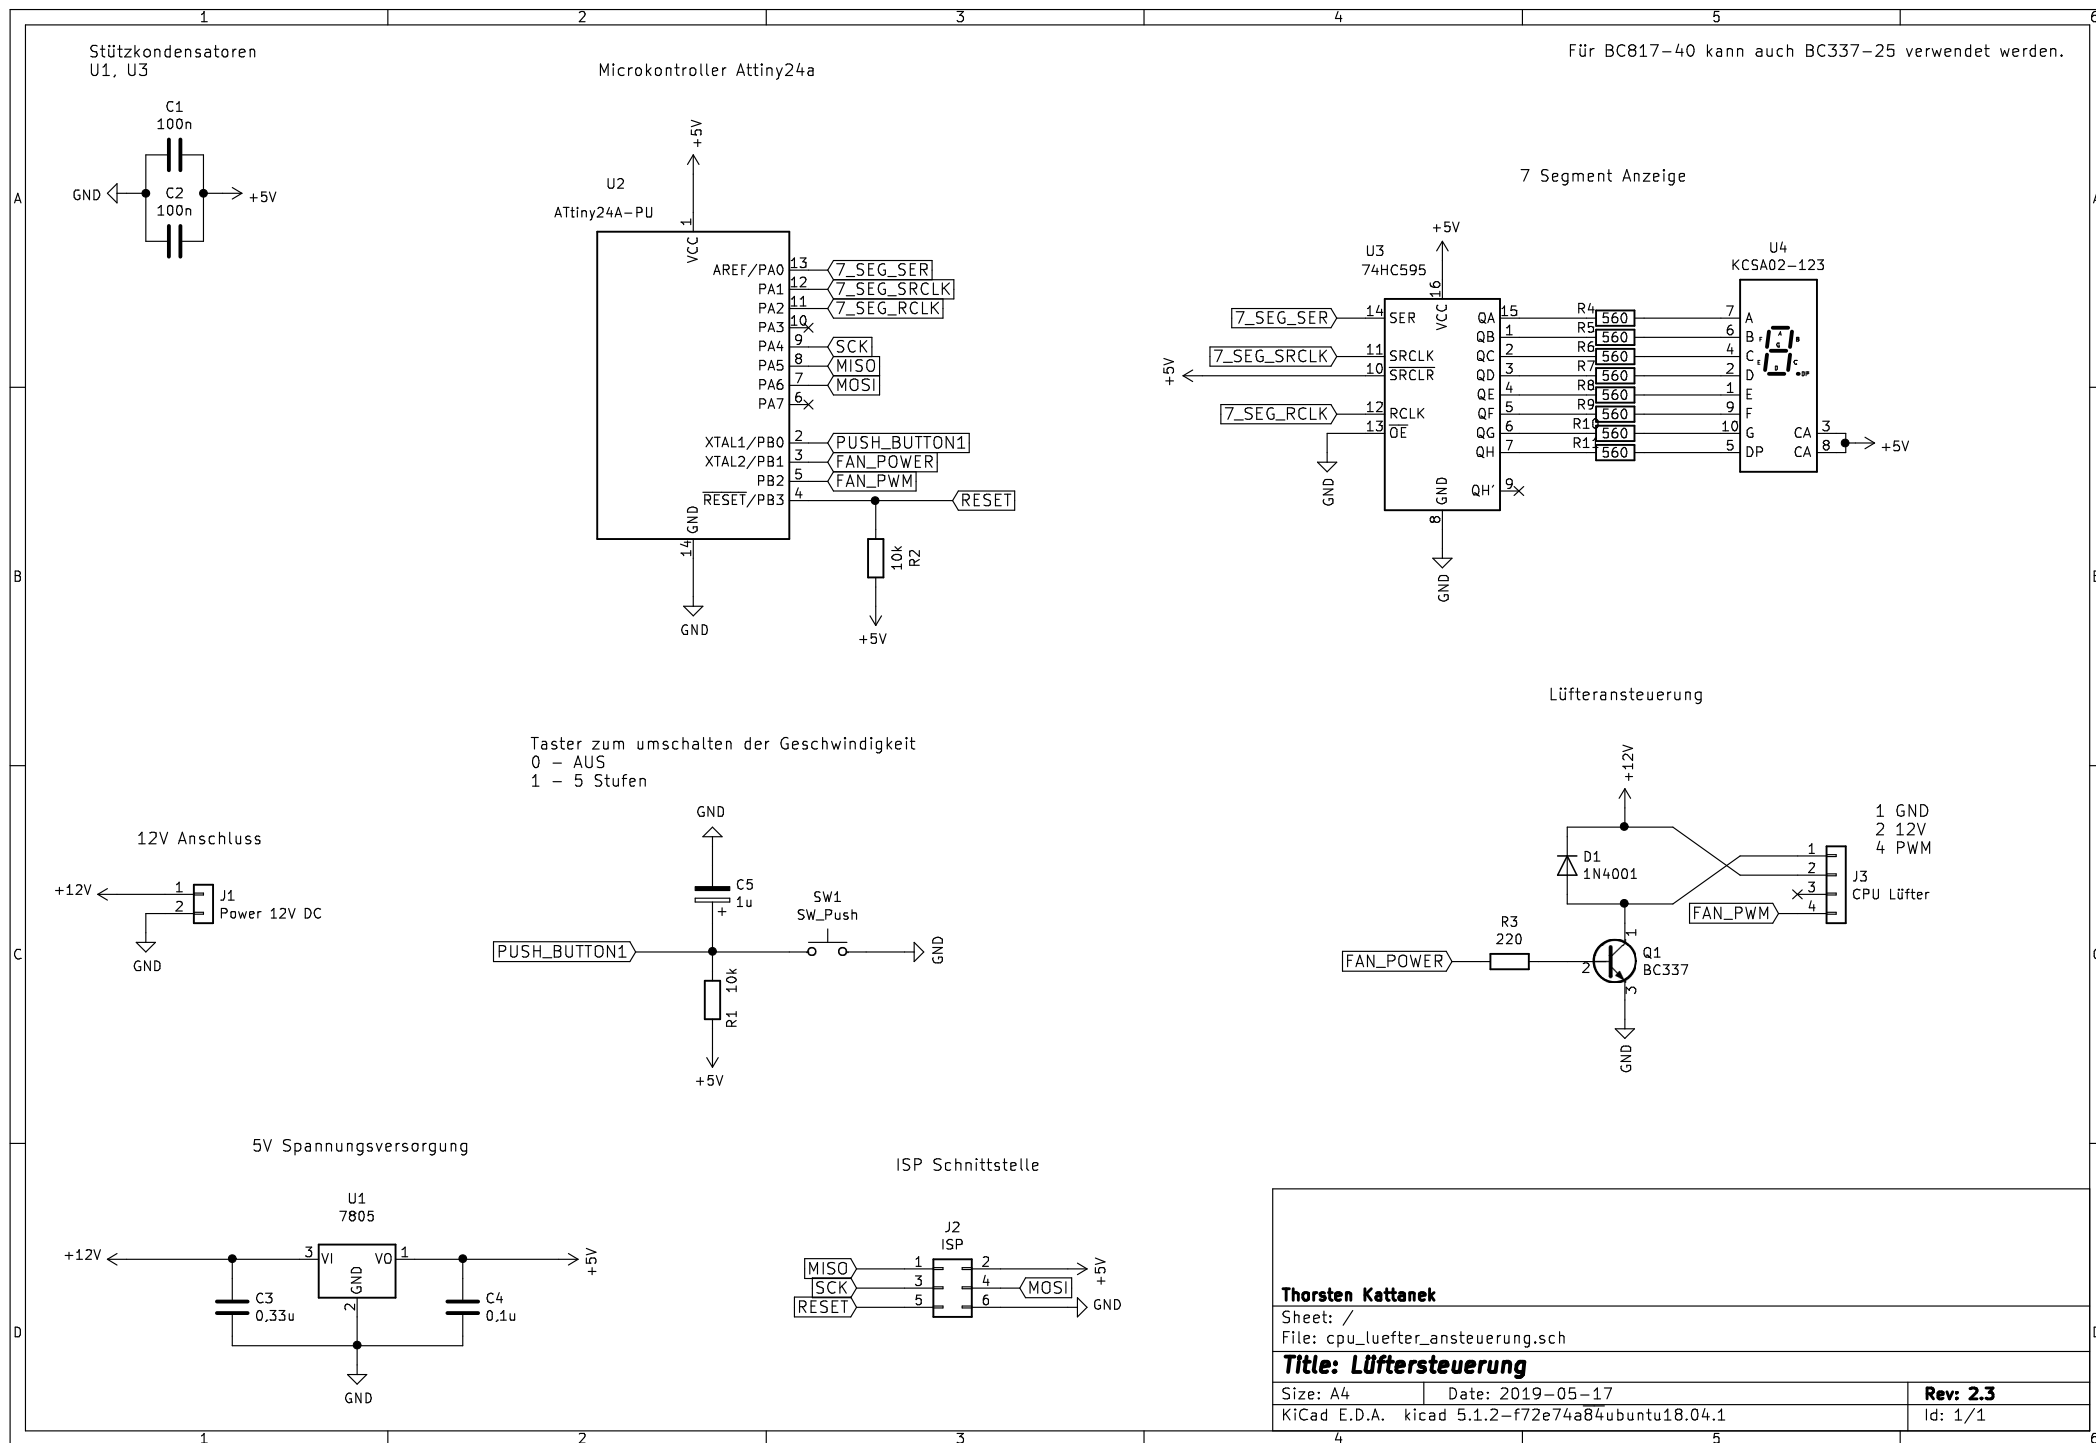 1 2 3 4 5 6
A
B
C
D
Stützkondensatoren
U1, U3
C1
100n
GND
C2
100n
+5V
Microkontroller Attiny24a
+5V
U2
ATtiny24A-PU
1
VCC
AREF/PA0 13 7_SEG_SER
PA1 12 7_SEG_SRCLK
PA2 11 7_SEG_RCLK
PA3 10
PA4 9 SCK
PA5 8 MISO
PA6 7 MOSI
PA7 6
XTAL1/PB0 2 PUSH_BUTTON1
XTAL2/PB1 3 FAN_POWER
PB2 5 FAN_PWM
RESET/PB3 4 RESET
GND
14
GND
10k
R2
+5V
Für BC817-40 kann auch BC337-25 verwendet werden.
7 Segment Anzeige
+5V
U3
74HC595
16
VCC
7_SEG_SER 14 SER
7_SEG_SRCLK 11 SRCLK
+5V 10 SRCLR
7_SEG_RCLK 12 RCLK
13 OE
GND
QA 15 R4 560 7 A
QB 1 R5 560 6 B
QC 2 R6 560 4 C
QD 3 R7 560 2 D
QE 4 R8 560 1 E
QF 5 R9 560 9 F
QG 6 R10 560 10 G
QH 7 R11 560 5 DP
QH' 9
GND
8
GND
U4
KCSA02-123
A
F B
G
E C
D
DP
CA 3
CA 8
+5V
Taster zum umschalten der Geschwindigkeit
0 - AUS
1 - 5 Stufen
GND
C5
1u
+
SW1
SW_Push
PUSH_BUTTON1
GND
10k
R1
+5V
12V Anschluss
+12V 1
2
J1
Power 12V DC
GND
Lüfteransteuerung
+12V
1 GND
2 12V
4 PWM
D1
1N4001
1
2
3
4
J3
CPU Lüfter
FAN_PWM
R3
220
FAN_POWER
1
2
3
Q1
BC337
GND
5V Spannungsversorgung
U1
7805
+12V
3 VI VO 1
GND
2
+5V
C3
0,33u
C4
0,1u
GND
ISP Schnittstelle
J2
ISP
MISO 1 2 +5V
SCK 3 4 MOSI
RESET 5 6 GND
Thorsten Kattanek
Sheet: /
File: cpu_luefter_ansteuerung.sch
Title: Lüftersteuerung
Size: A4 Date: 2019-05-17 Rev: 2.3
KiCad E.D.A. kicad 5.1.2-f72e74a84ubuntu18.04.1 Id: 1/1
1 2 3 4 5 6